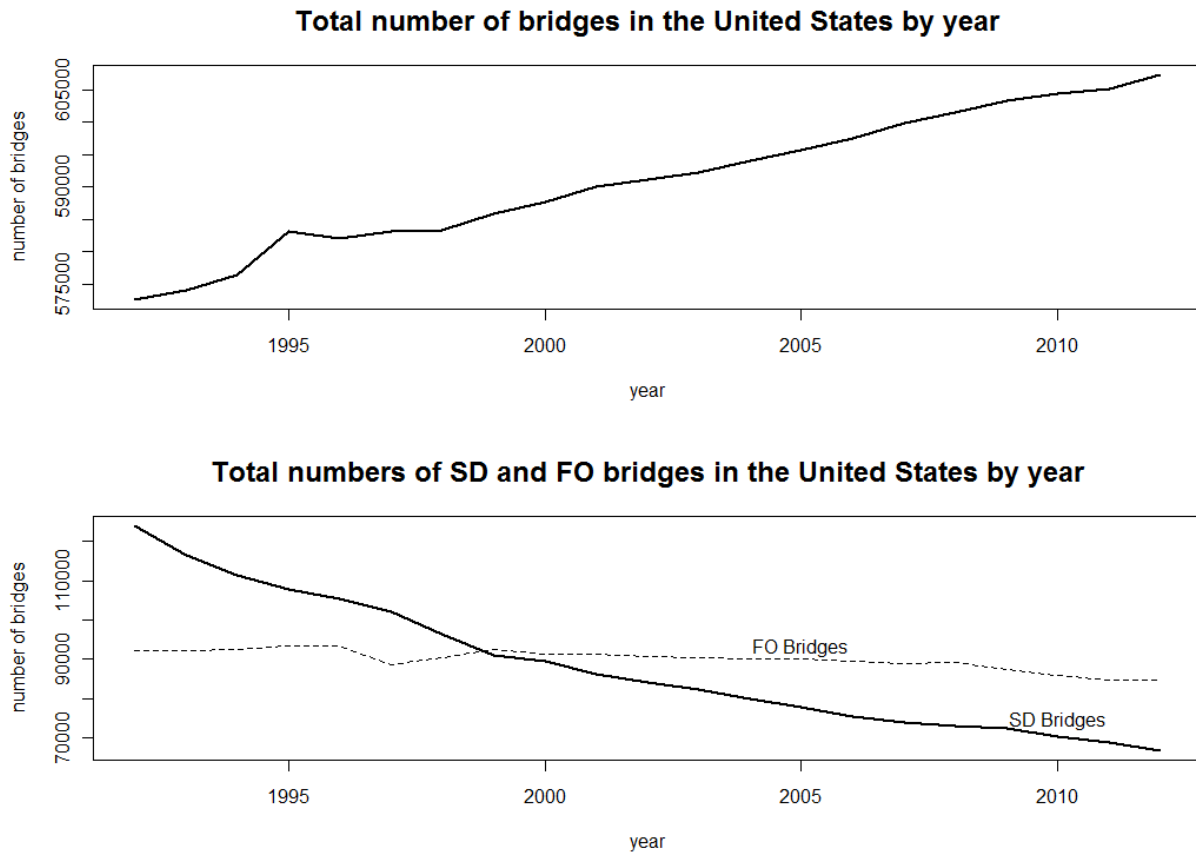 Total number of bridges in the United States by year
number of bridges
605000
590000
575000
1995 2000 2005 2010
year
Total numbers of SD and FO bridges in the United States by year
number of bridges
110000
90000
70000
FO Bridges
SD Bridges
1995 2000 2005 2010
year